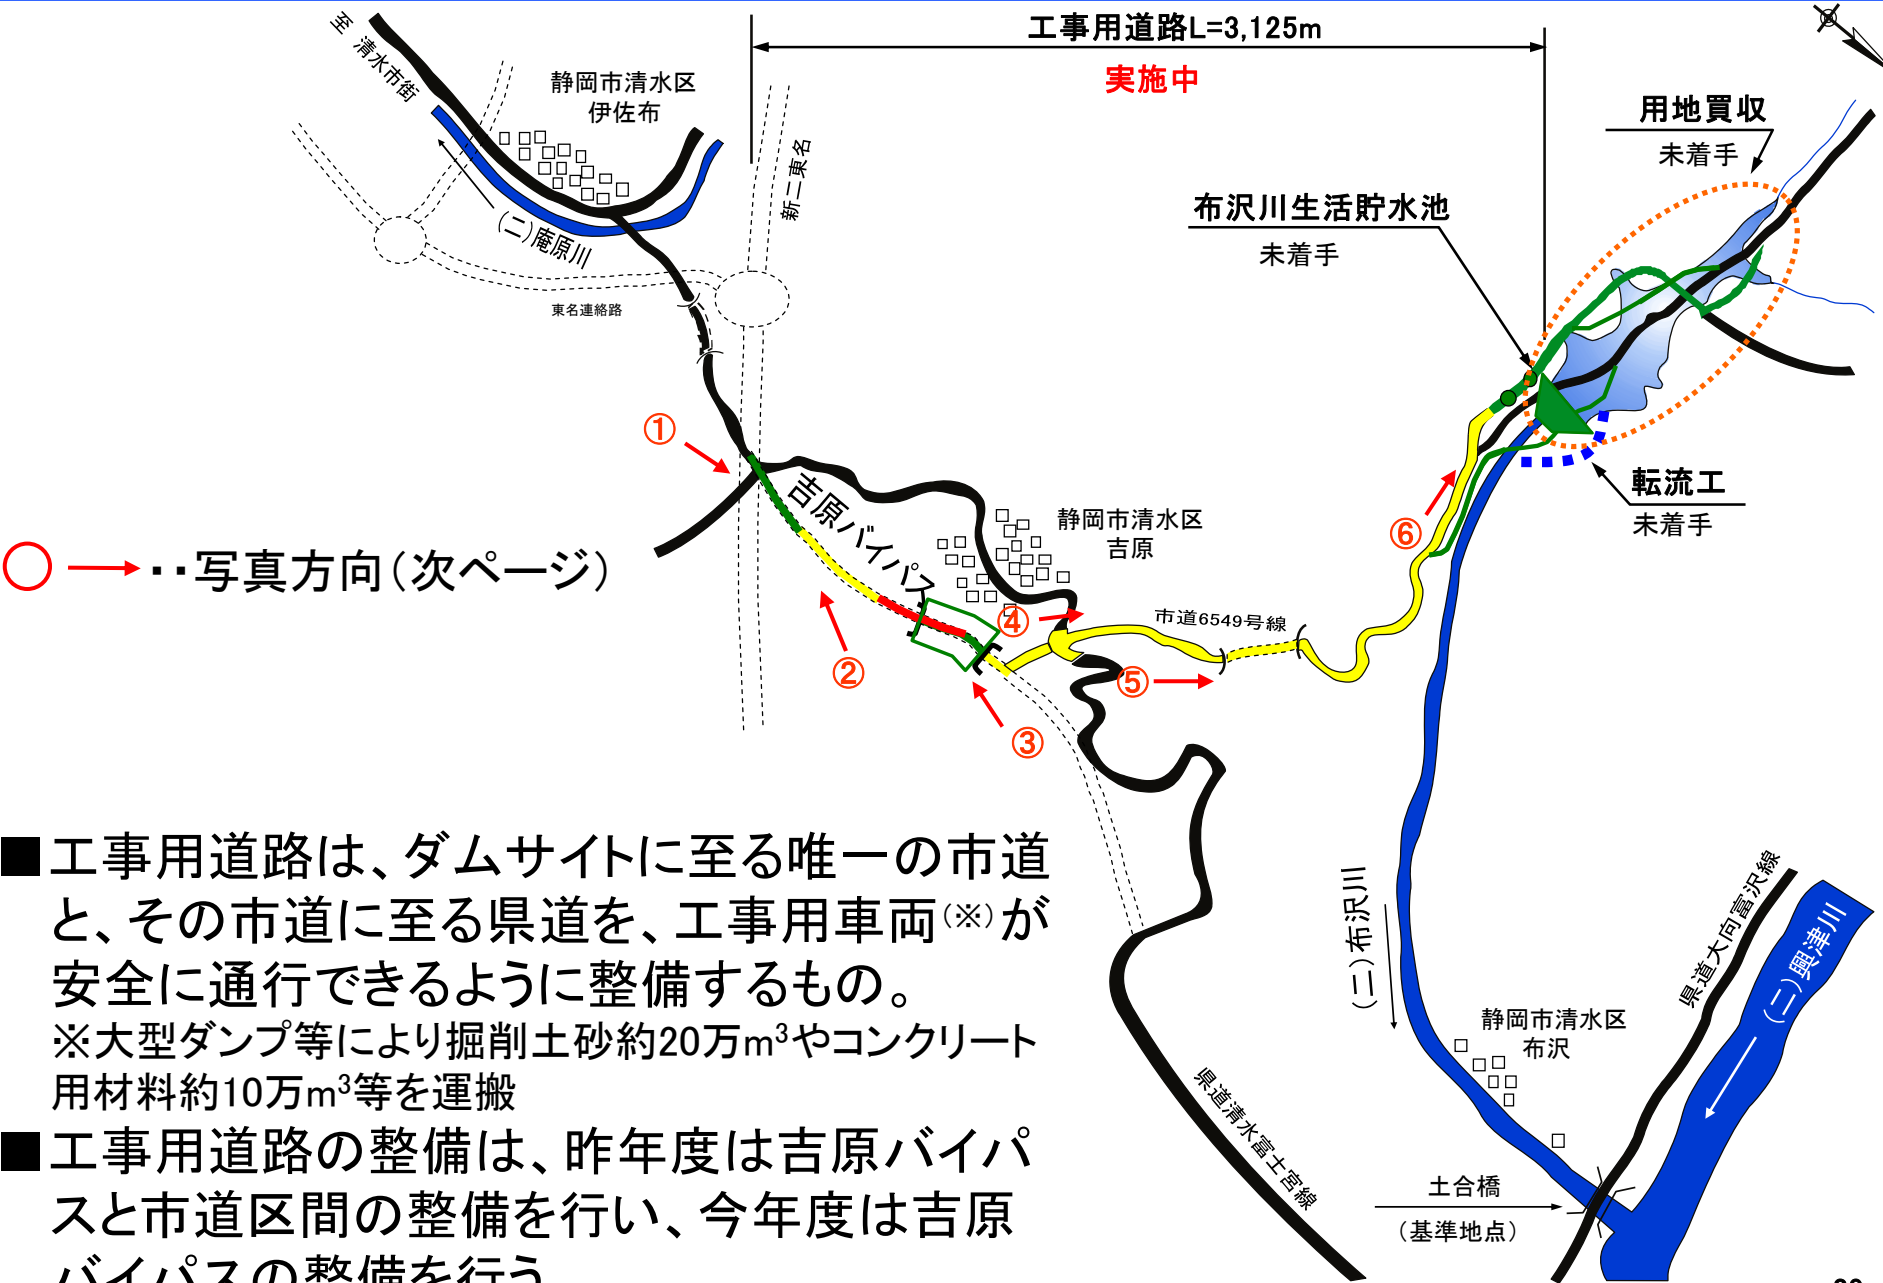 工事用道路L=3,125m
実施中
至 清水市街
静岡市清水区
伊佐布
(二)庵原川
東名連絡路
新二東名
用地買収
未着手
布沢川生活貯水池
未着手
転流工
未着手
①
吉原バイパス
静岡市清水区
吉原
⑥
④
市道6549号線
②
⑤
③
○ → ‥写真方向(次ページ)
■工事用道路は、ダムサイトに至る唯一の市道
と、その市道に至る県道を、工事用車両(※)が
安全に通行できるように整備するもの。
※大型ダンプ等により掘削土砂約20万m³やコンクリート
用材料約10万m³等を運搬
■工事用道路の整備は、昨年度は吉原バイパ
スと市道区間の整備を行い、今年度は吉原
バイパスの整備を行う
(二)布沢川
県道大向富沢線
(二)興津川
静岡市清水区
布沢
県道清水富士宮線
土合橋
(基準地点)